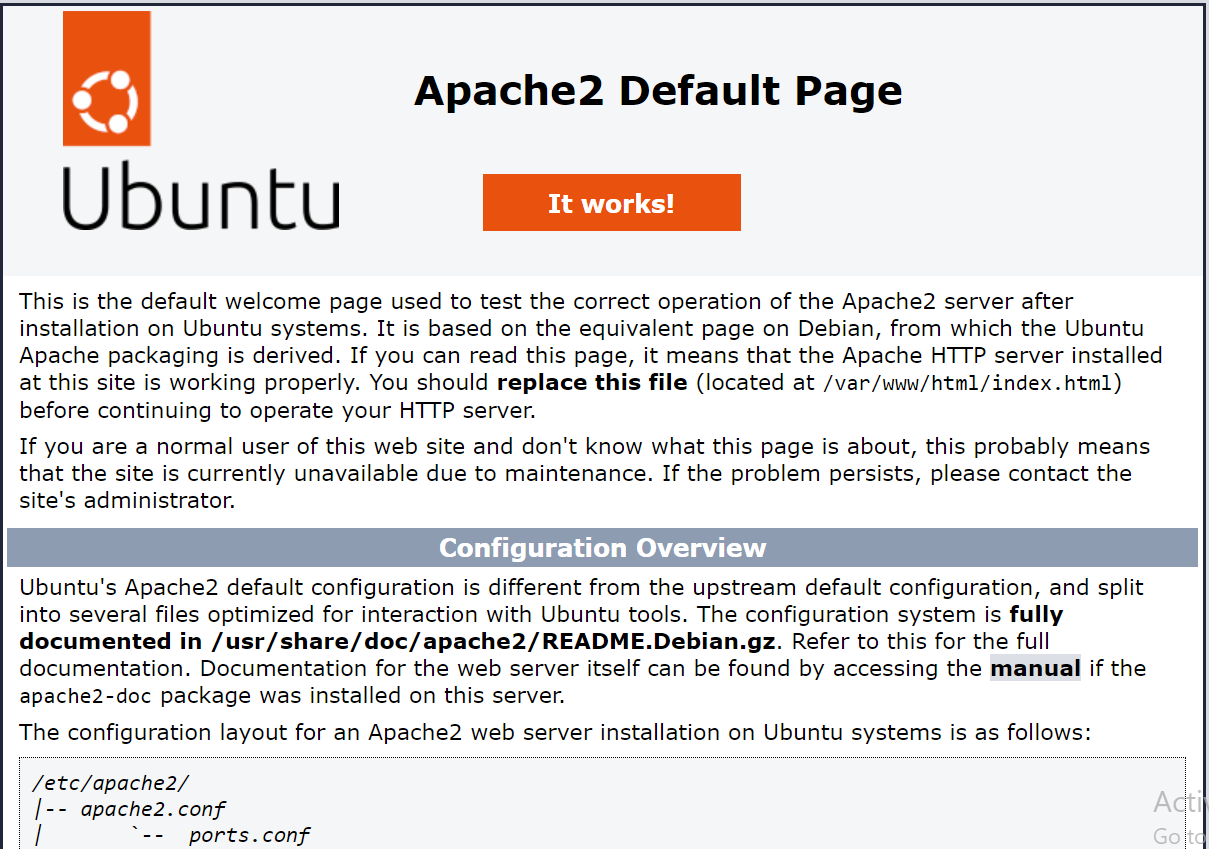 Apache2 Default Page
Ubuntu
It works!
This is the default welcome page used to test the correct operation of the Apache2 server after
installation on Ubuntu systems. It is based on the equivalent page on Debian, from which the Ubuntu
Apache packaging is derived. If you can read this page, it means that the Apache HTTP server installed
at this site is working properly. You should replace this file (located at /var/www/html/index.html)
before continuing to operate your HTTP server.
If you are a normal user of this web site and don't know what this page is about, this probably means
that the site is currently unavailable due to maintenance. If the problem persists, please contact the
site's administrator.
Configuration Overview
Ubuntu's Apache2 default configuration is different from the upstream default configuration, and split
into several files optimized for interaction with Ubuntu tools. The configuration system is fully
documented in /usr/share/doc/apache2/README.Debian.gz. Refer to this for the full
documentation. Documentation for the web server itself can be found by accessing the manual if the
apache2-doc package was installed on this server.
The configuration layout for an Apache2 web server installation on Ubuntu systems is as follows:
/etc/apache2/
|-- apache2.conf
|       `--  ports.conf
Go to